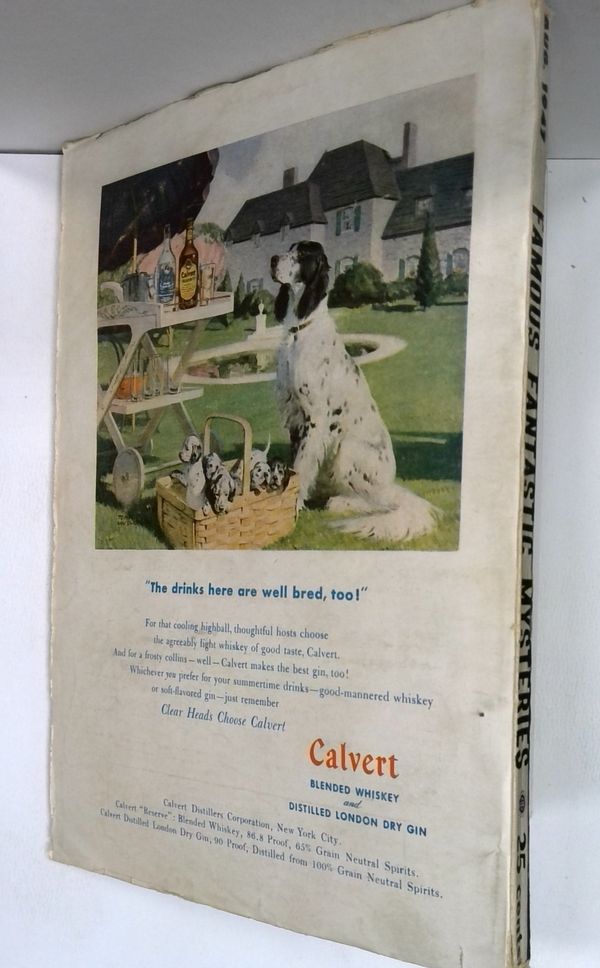 "The drinks here are well bred, too!"
For that cooling highball, thoughtful hosts choose
the agreeably light whiskey of good taste, Calvert.
And for a frosty collins—well—Calvert makes the best gin, too!
Whichever you prefer for your summertime drinks—good-mannered whiskey
or soft-flavored gin—just remember
Clear Heads Choose Calvert
Calvert
BLENDED WHISKEY
and
DISTILLED LONDON DRY GIN
Calvert Distillers Corporation, New York City.
Calvert "Reserve": Blended Whiskey, 86.8 Proof, 65% Grain Neutral Spirits.
Calvert Distilled London Dry Gin, 90 Proof, Distilled from 100% Grain Neutral Spirits.
Calvert
AUG. 1947 FAMOUS FANTASTIC MYSTERIES 25